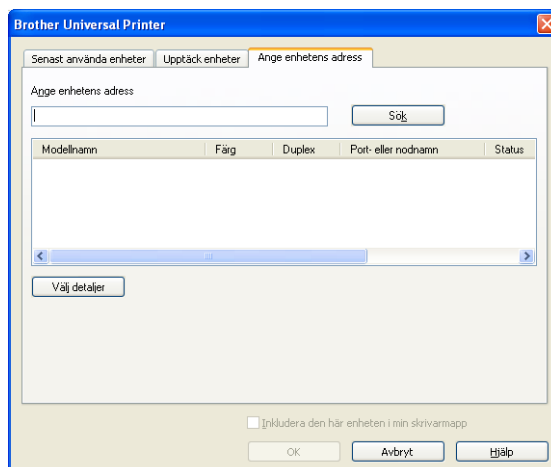 Brother Universal Printer
Senast använda enheter Upptäck enheter Ange enhetens adress
Ange enhetens adress
Sök
Modellnamn Färg Duplex Port- eller nodnamn Status
Välj detaljer
Inkludera den här enheten i min skrivarmapp
OK Avbryt Hjälp